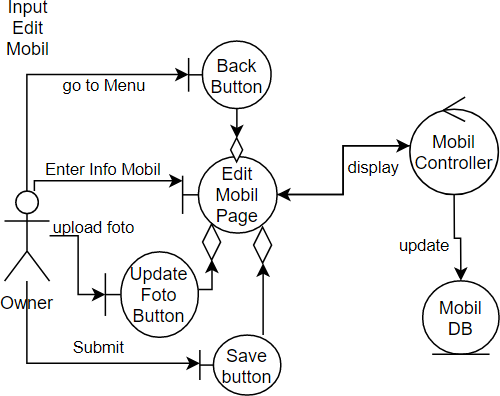 Input
Edit
Mobil
go to Menu
Back
Button
Enter Info Mobil
Edit
Mobil
Page
display
Mobil
Controller
upload foto
Update
Foto
Button
update
Owner
Mobil
DB
Submit
Save
button